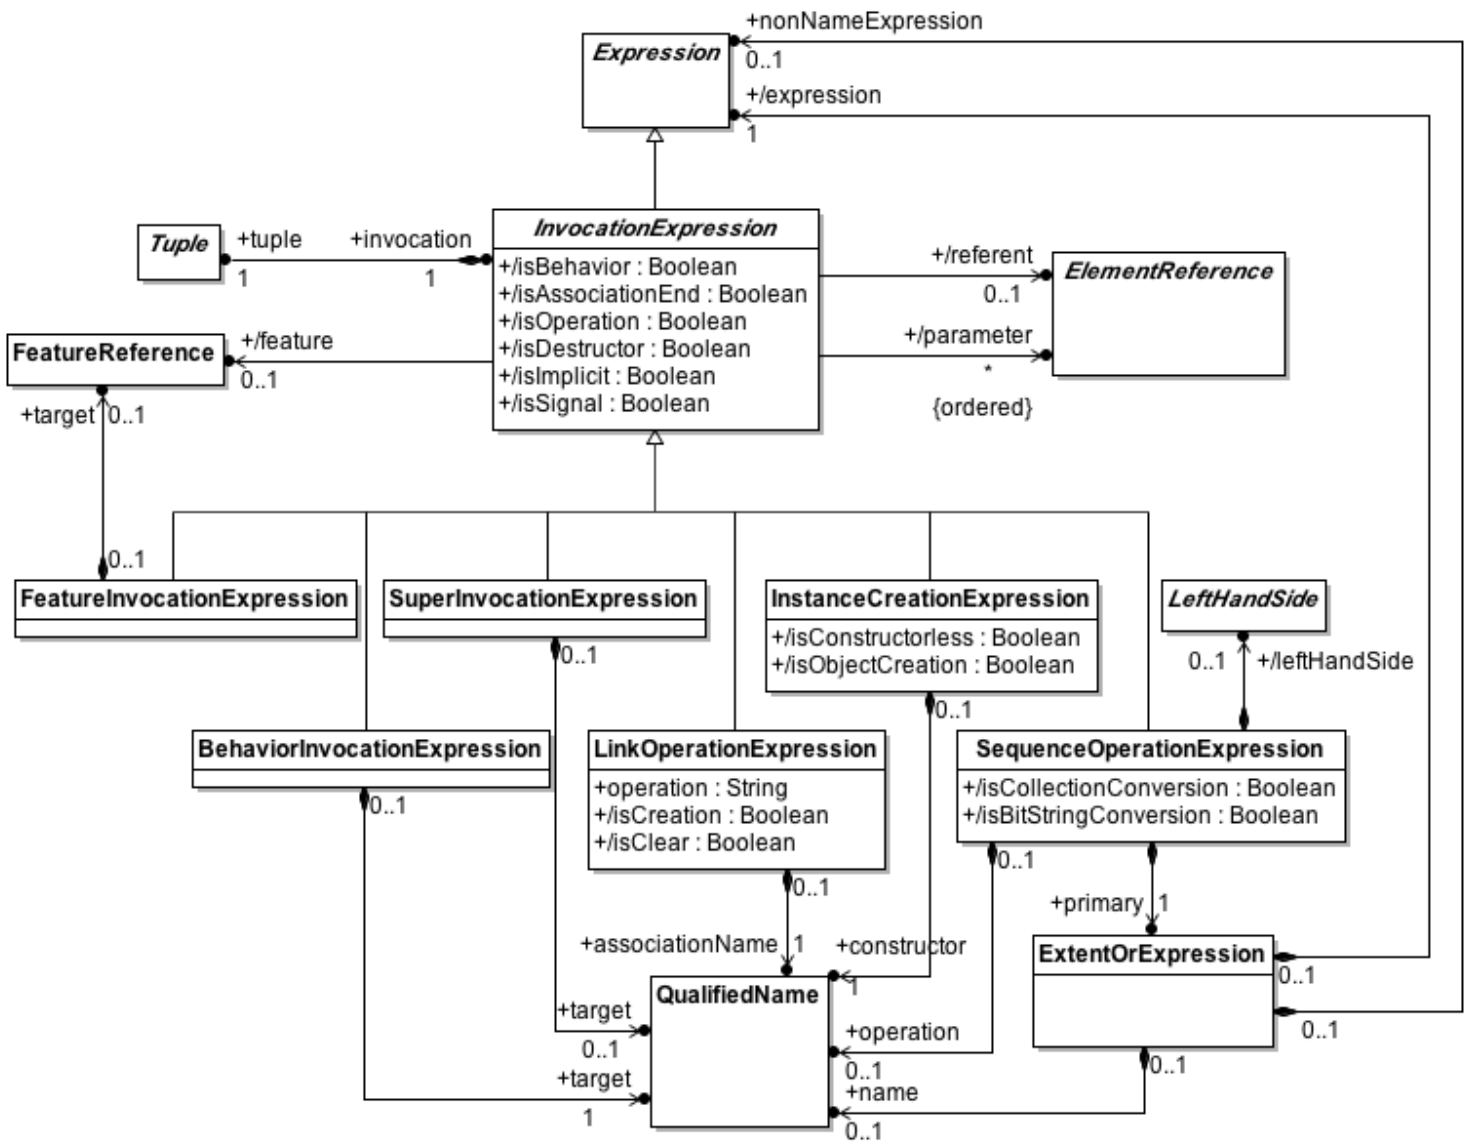 +nonNameExpression
Expression
0..1
+/expression
1
InvocationExpression
+/isBehavior : Boolean
+/isAssociationEnd : Boolean
+/isOperation : Boolean
+/isDestructor : Boolean
+/isImplicit : Boolean
+/isSignal : Boolean
Tuple
+tuple
+invocation
1
1
+/referent
0..1
ElementReference
+/parameter
*
{ordered}
FeatureReference
+/feature
0..1
+target
0..1
0..1
FeatureInvocationExpression
SuperInvocationExpression
0..1
InstanceCreationExpression
+/isConstructorless : Boolean
+/isObjectCreation : Boolean
0..1
LeftHandSide
0..1
+/leftHandSide
BehaviorInvocationExpression
0..1
LinkOperationExpression
+operation : String
+/isCreation : Boolean
+/isClear : Boolean
0..1
SequenceOperationExpression
+/isCollectionConversion : Boolean
+/isBitStringConversion : Boolean
0..1
+primary
1
+associationName
1
+constructor
1
ExtentOrExpression
0..1
0..1
0..1
QualifiedName
+target
0..1
+target
1
+operation
0..1
+name
0..1